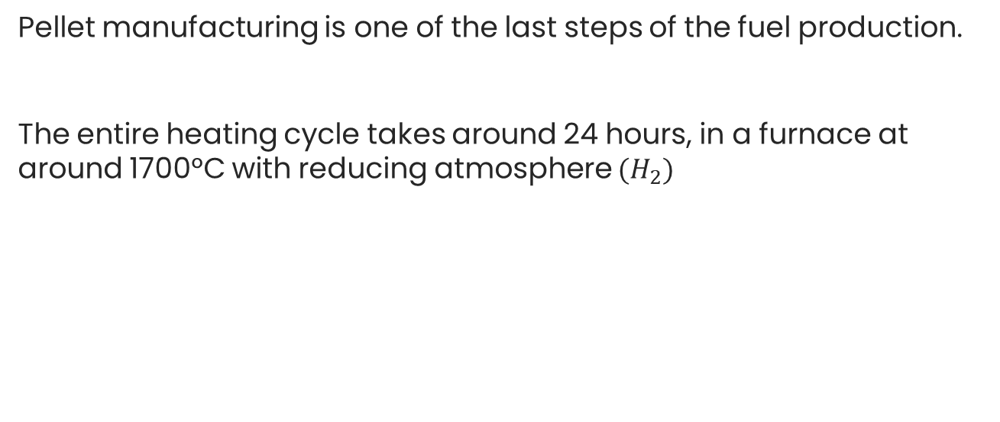 Pellet manufacturing is one of the last steps of the fuel production.
The entire heating cycle takes around 24 hours, in a furnace at
around 1700°C with reducing atmosphere (H₂)